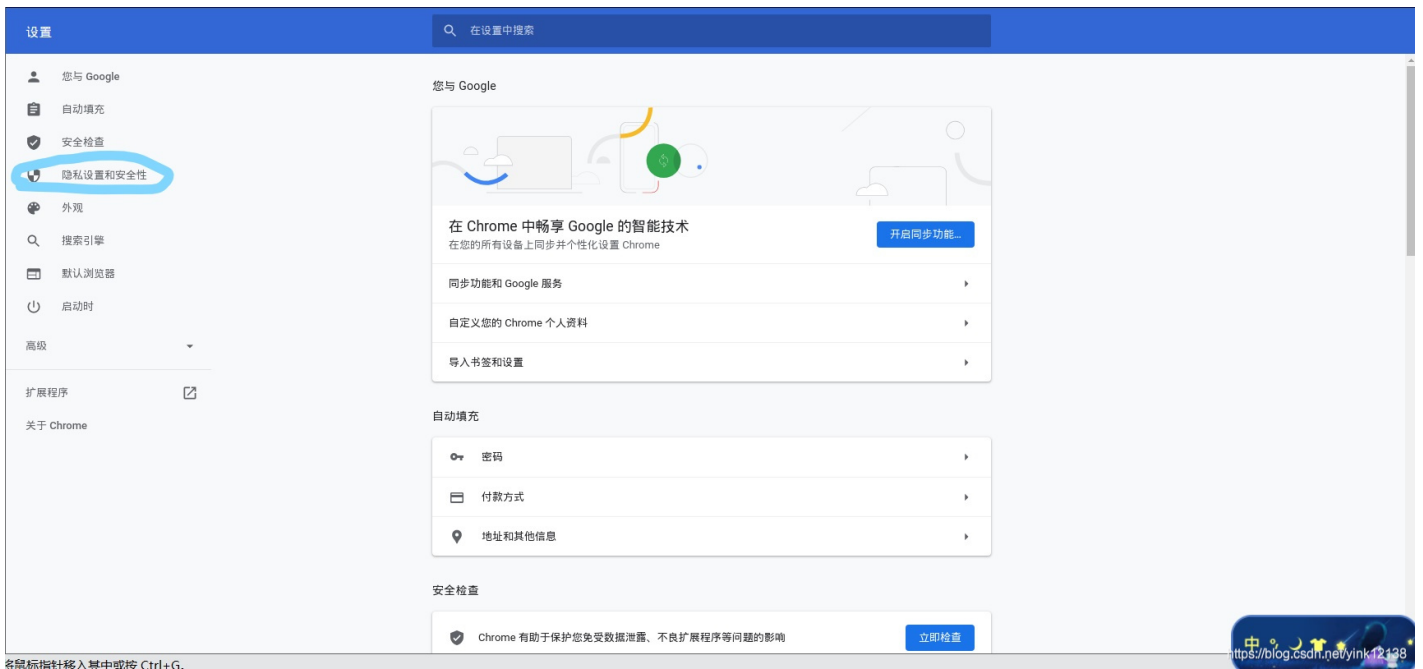 设置
在设置中搜索
您与 Google
自动填充
安全检查
隐私设置和安全性
外观
搜索引擎
默认浏览器
启动时
高级
扩展程序
关于 Chrome
您与 Google
在 Chrome 中畅享 Google 的智能技术
在您的所有设备上同步并个性化设置 Chrome
开启同步功能...
同步功能和 Google 服务
自定义您的 Chrome 个人资料
导入书签和设置
自动填充
密码
付款方式
地址和其他信息
安全检查
Chrome 有助于保护您免受数据泄露、不良扩展程序等问题的影响
立即检查
中
https://blog.csdn.net/yink12138
将鼠标指针移入其中或按 Ctrl+G。